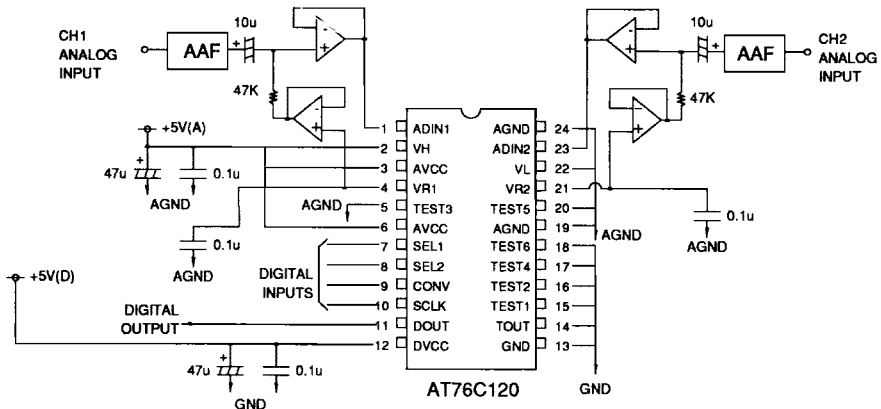 CH1
ANALOG
INPUT
AAF
+
10u
-
+
47K
-
+
-
+
10u
+
AAF
CH2
ANALOG
INPUT
-
+
47K
+5V(A)
+
47u
0.1u
AGND
0.1u
AGND
AGND
+5V(D)
DIGITAL
INPUTS
DIGITAL
OUTPUT
+
47u
0.1u
GND
1 ADIN1 AGND 24
2 VH ADIN2 23
3 AVCC VL 22
4 VR1 VR2 21
5 TEST3 TEST5 20
6 AVCC AGND 19
7 SEL1 TEST6 18
8 SEL2 TEST4 17
9 CONV TEST2 16
10 SCLK TEST1 15
11 DOUT TOUT 14
12 DVCC GND 13
AT76C120
AGND
0.1u
AGND
GND